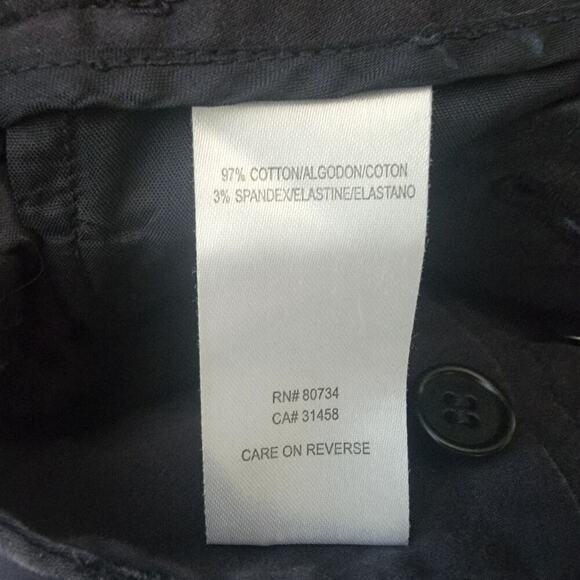 97% COTTON/ALGODON/COTON
3% SPANDEX/ELASTINE/ELASTANO
RN# 80734
CA# 31458
CARE ON REVERSE